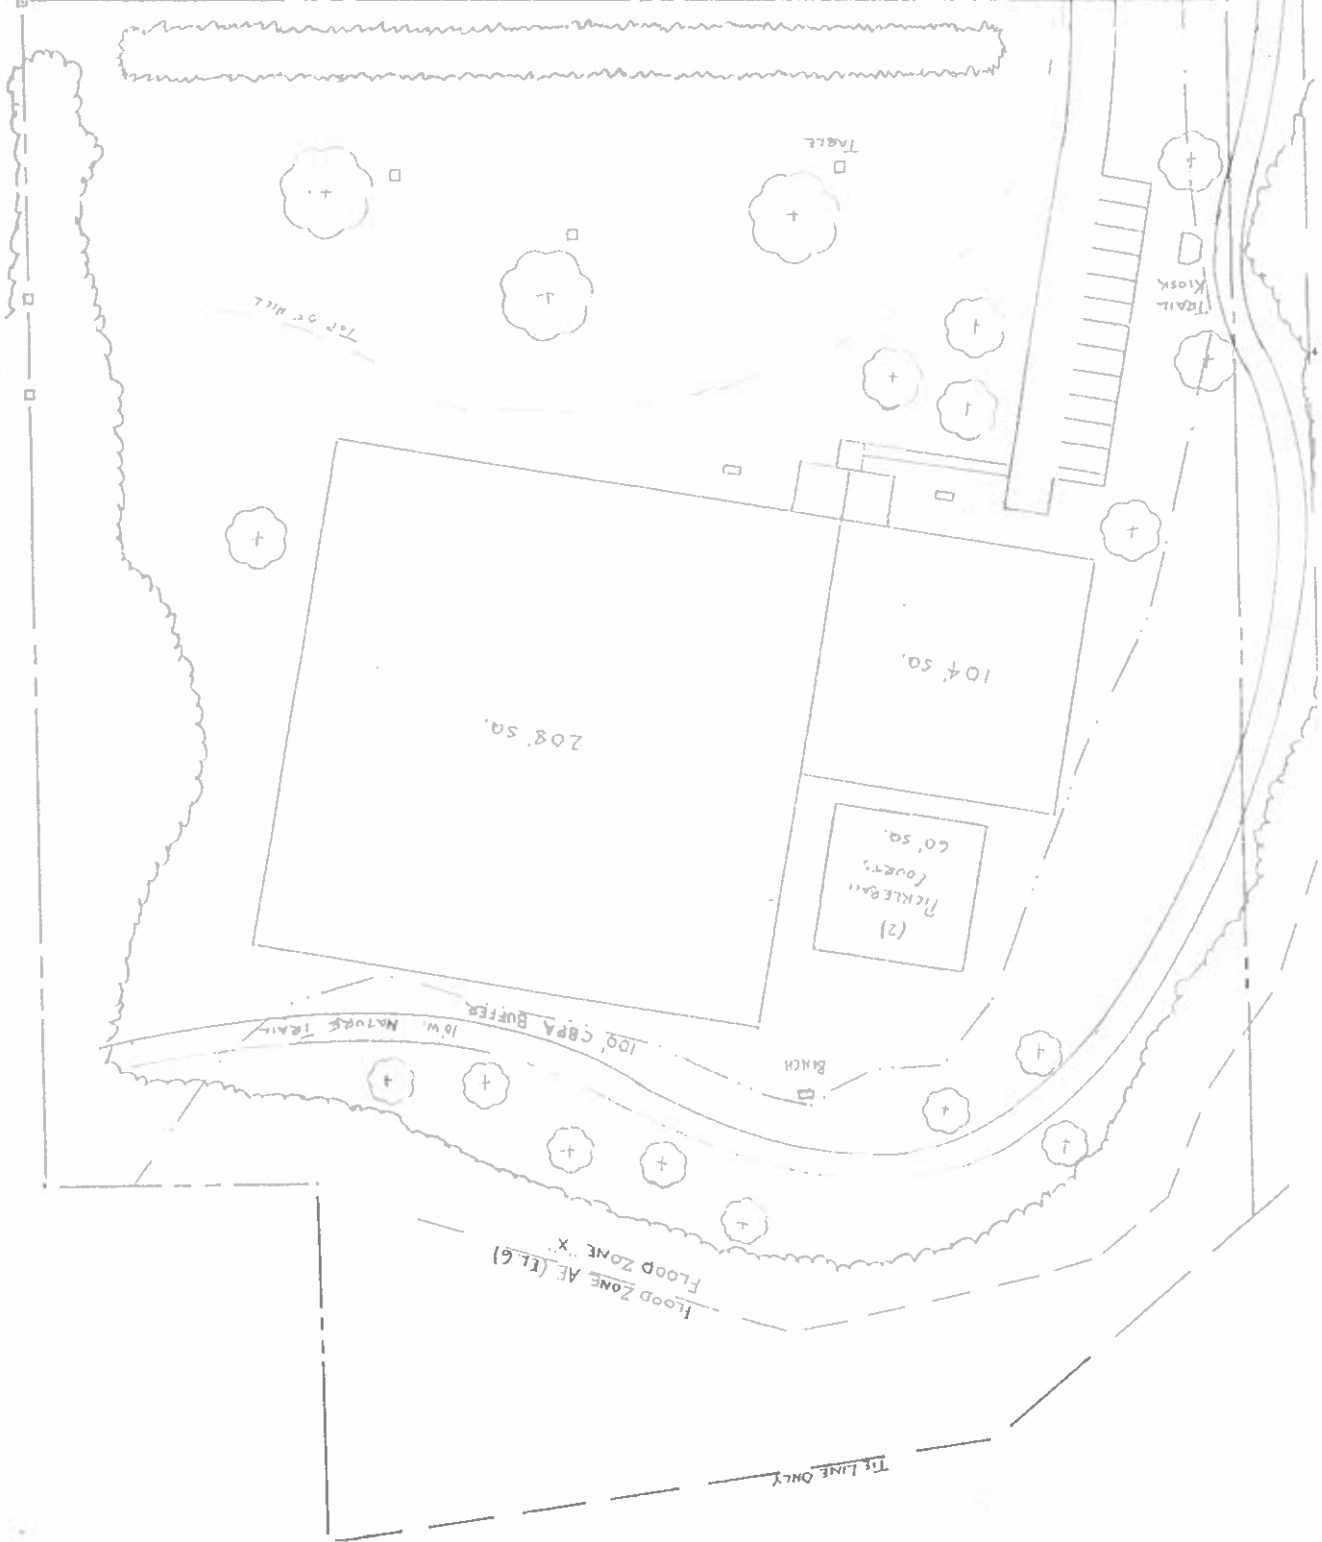 TIE LINE ONLY
FLOOD ZONE AE (EL 6)
FLOOD ZONE "X"
BENCH
100' CBPA BUFFER
10' W. NATURE TRAIL
(2)
PICKLEBALL
COURTS
60' SQ.
208' SQ.
104' SQ.
TOP OF HILL
TRAIL
KIOSK
TABLE